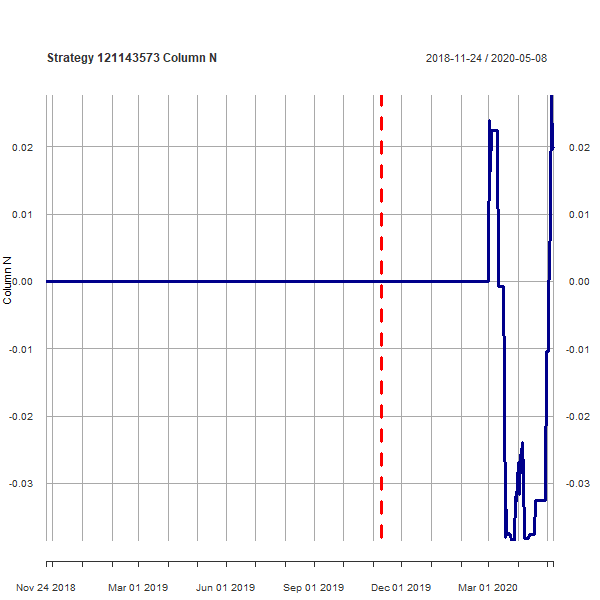 Strategy 121143573 Column N
2018-11-24 / 2020-05-08
0.02 0.02
0.01 0.01
0.00 0.00
-0.01 -0.01
-0.02 -0.02
-0.03 -0.03
Column N
Nov 24 2018 Mar 01 2019 Jun 01 2019 Sep 01 2019 Dec 01 2019 Mar 01 2020